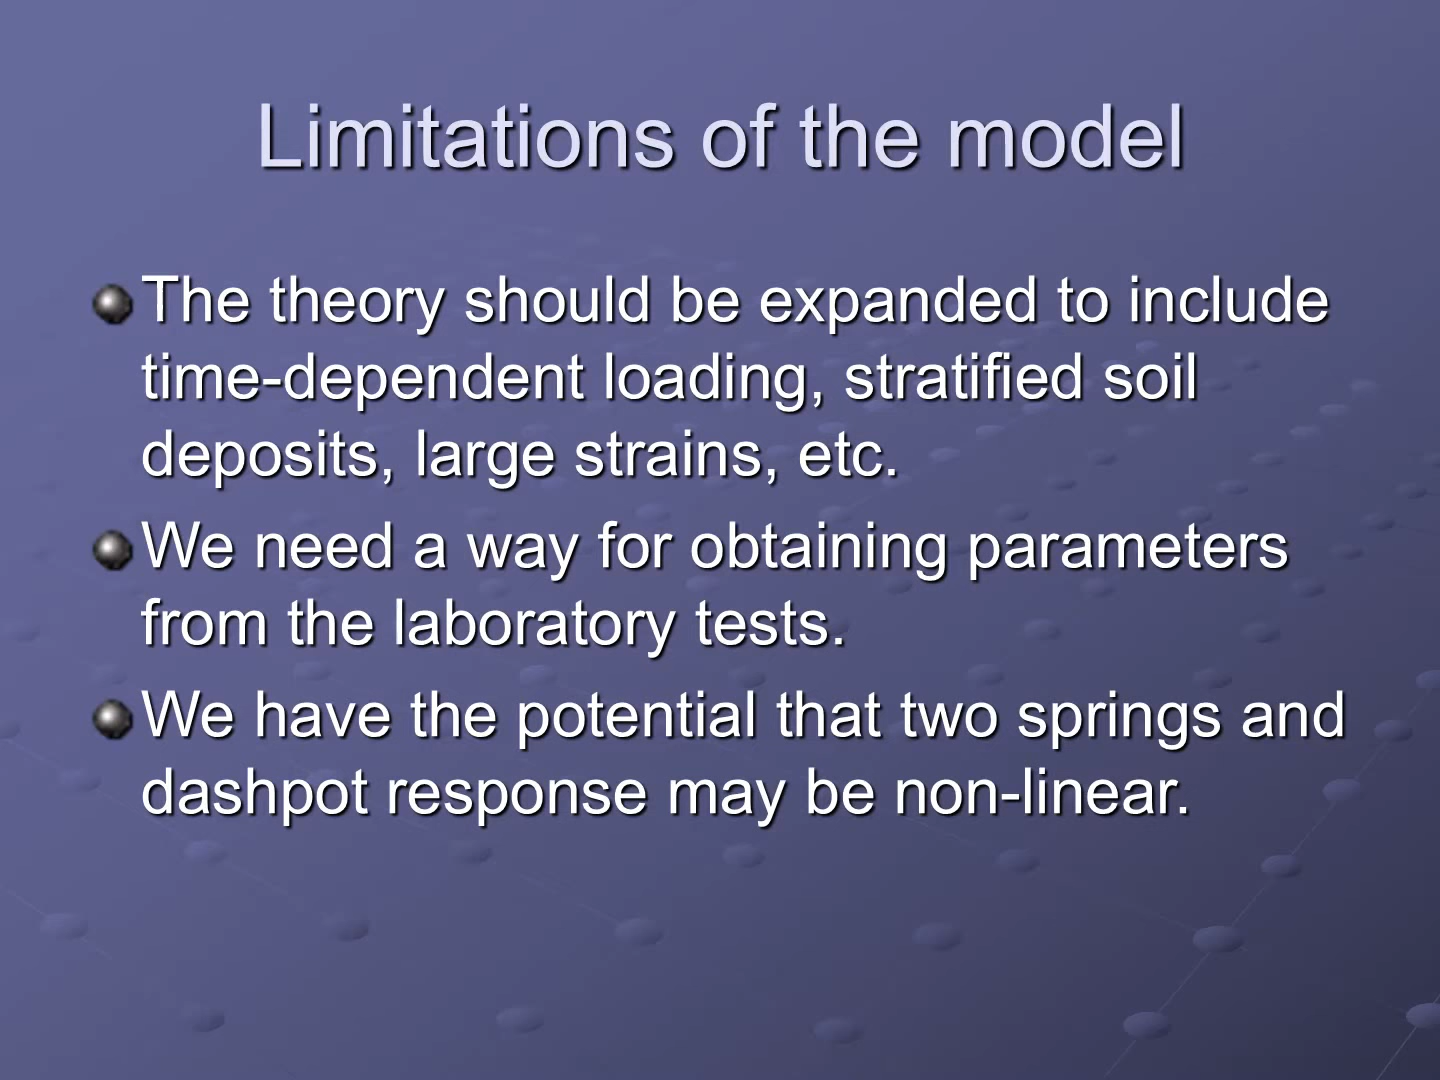 Limitations of the model
The theory should be expanded to include
time-dependent loading, stratified soil
deposits, large strains, etc.
We need a way for obtaining parameters
from the laboratory tests.
We have the potential that two springs and
dashpot response may be non-linear.